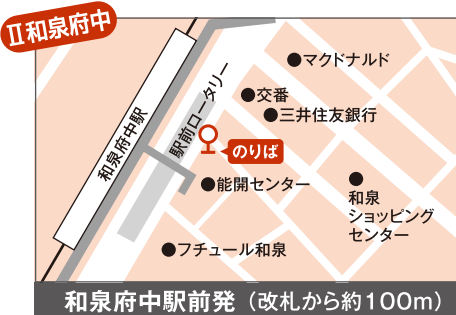 Ⅱ和泉府中
マクドナルド
交番
三井住友銀行
駅前ロータリー
和泉府中駅
のりば
能開センター
和泉
ショッピング
センター
フチュール和泉
和泉府中駅前発（改札から約100m）